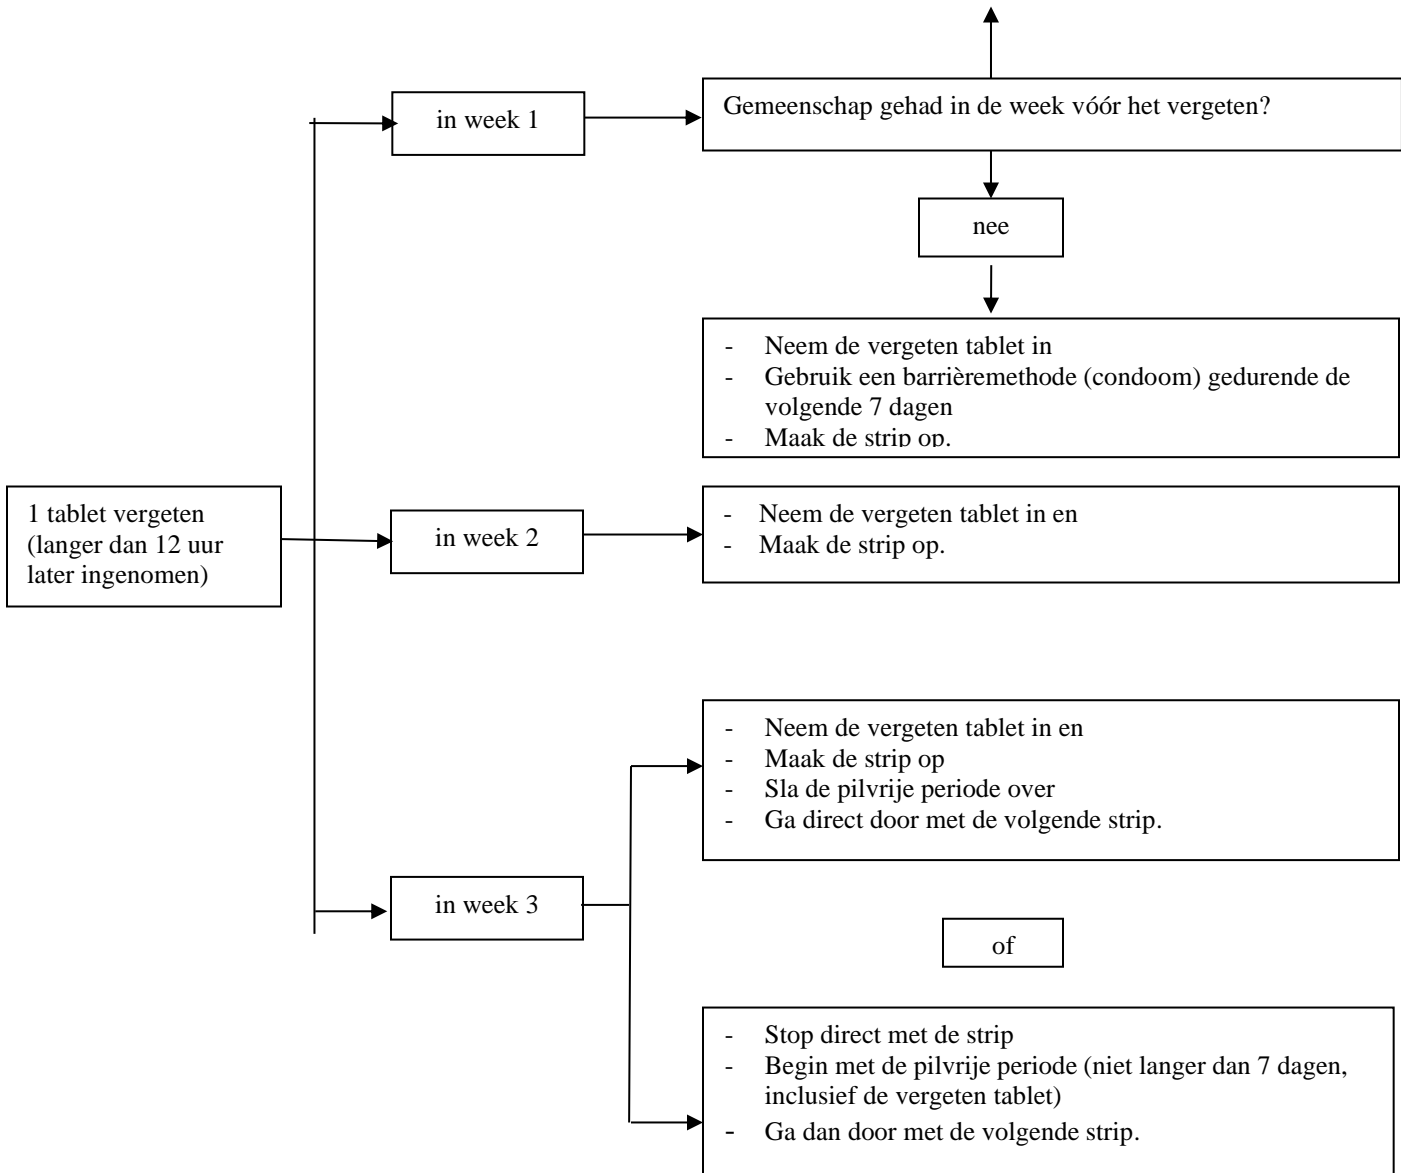 in week 1
Gemeenschap gehad in de week vóór het vergeten?
nee
- Neem de vergeten tablet in
- Gebruik een barrièremethode (condoom) gedurende de
volgende 7 dagen
- Maak de strip op.
1 tablet vergeten
(langer dan 12 uur
later ingenomen)
in week 2
- Neem de vergeten tablet in en
- Maak de strip op.
- Neem de vergeten tablet in en
- Maak de strip op
- Sla de pilvrije periode over
- Ga direct door met de volgende strip.
in week 3
of
- Stop direct met de strip
- Begin met de pilvrije periode (niet langer dan 7 dagen,
inclusief de vergeten tablet)
- Ga dan door met de volgende strip.